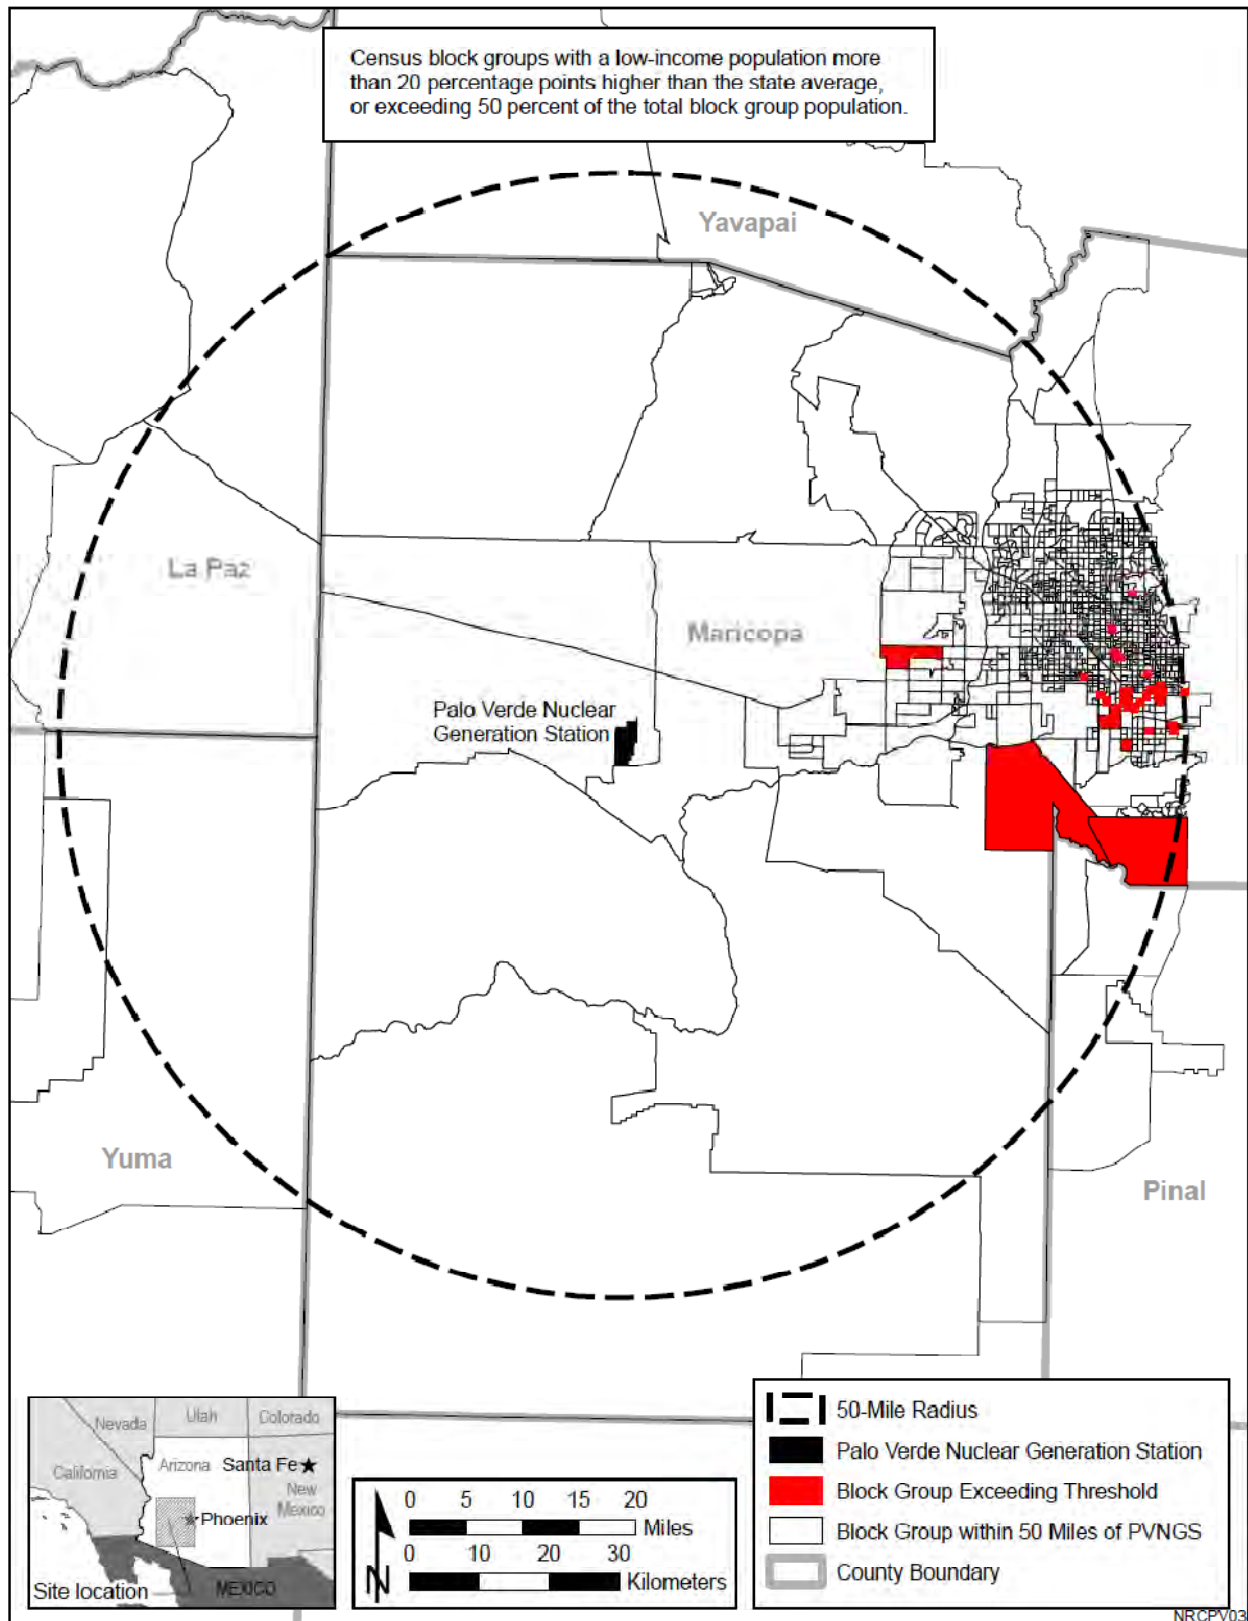 Census block groups with a low-income population more
than 20 percentage points higher than the state average,
or exceeding 50 percent of the total block group population.
Yavapai
La Paz
Maricopa
Palo Verde Nuclear
Generation Station
Yuma
Pinal
Nevada
Utah
Colorado
California
Arizona
Santa Fe
New
Mexico
Phoenix
Site location
MEXICO
N
0 5 10 15 20
Miles
0 10 20 30
Kilometers
50-Mile Radius
Palo Verde Nuclear Generation Station
Block Group Exceeding Threshold
Block Group within 50 Miles of PVNGS
County Boundary
NRCPV03